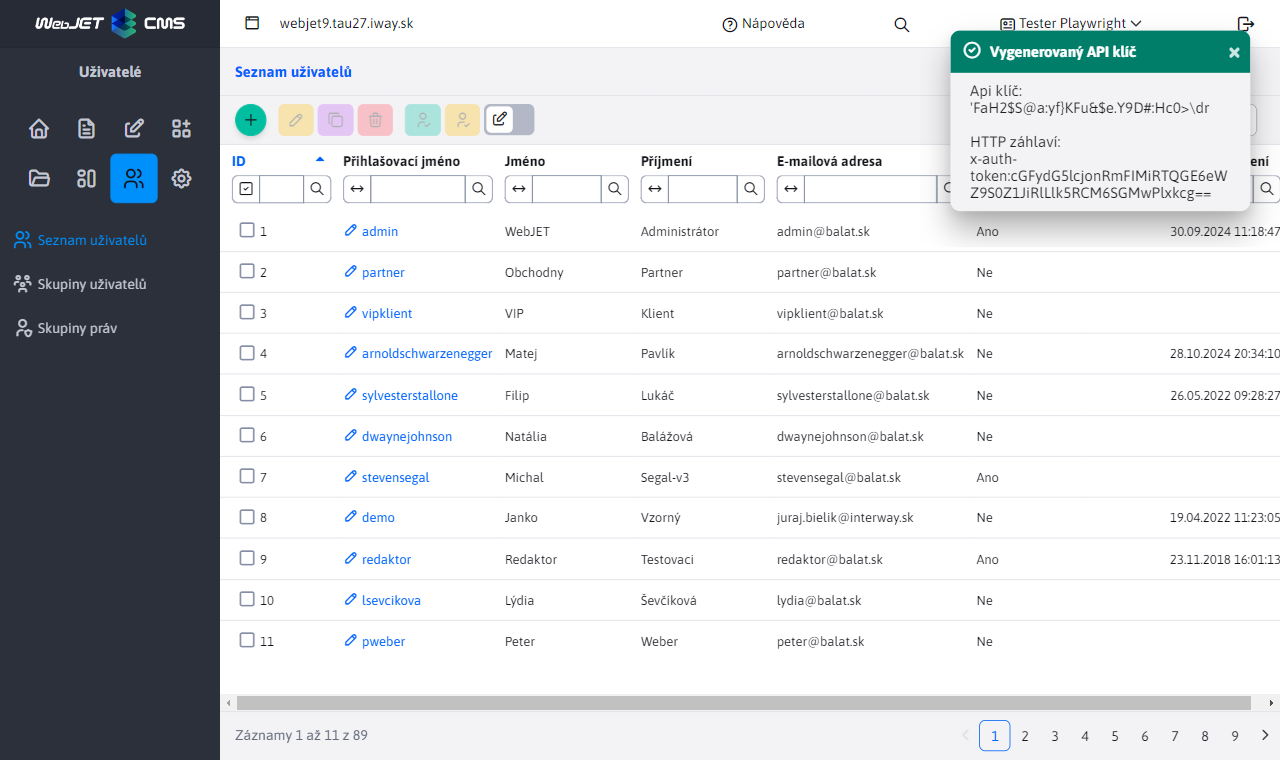 WebJET CMS
webjet9.tau27.iway.sk
Nápověda
Tester Playwright
Uživatelé
Seznam uživatelů
Skupiny uživatelů
Skupiny práv
Seznam uživatelů
Vygenerovaný API klíč
×
Api klíč:
'FaH2$S@a:yf}KFu&$e.Y9D#:Hc0>\dr
HTTP záhlaví:
x-auth-
token:cGFydG5lcjonRmFIMiRTQGE6eW
Z9S0Z1JiRlLlk5RCM6SGMwPlxkcg==
ID Přihlašovací jméno Jméno Příjmení E-mailová adresa
1 admin WebJET Administrátor admin@balat.sk Ano 30.09.2024 11:18:47
2 partner Obchodny Partner partner@balat.sk Ne
3 vipklient VIP Klient vipklient@balat.sk Ne
4 arnoldschwarzenegger Matej Pavlík arnoldschwarzenegger@balat.sk Ne 28.10.2024 20:34:10
5 sylvesterstallone Filip Lukáč sylvesterstallone@balat.sk Ne 26.05.2022 09:28:27
6 dwaynejohnson Natália Balážová dwaynejohnson@balat.sk Ne
7 stevensegal Michal Segal-v3 stevensegal@balat.sk Ano
8 demo Janko Vzorný juraj.bielik@interway.sk Ne 19.04.2022 11:23:05
9 redaktor Redaktor Testovaci redaktor@balat.sk Ano 23.11.2018 16:01:13
10 lsevcikova Lýdia Ševčíková lydia@balat.sk Ne
11 pweber Peter Weber peter@balat.sk Ne
Záznamy 1 až 11 z 89
1 2 3 4 5 6 7 8 9